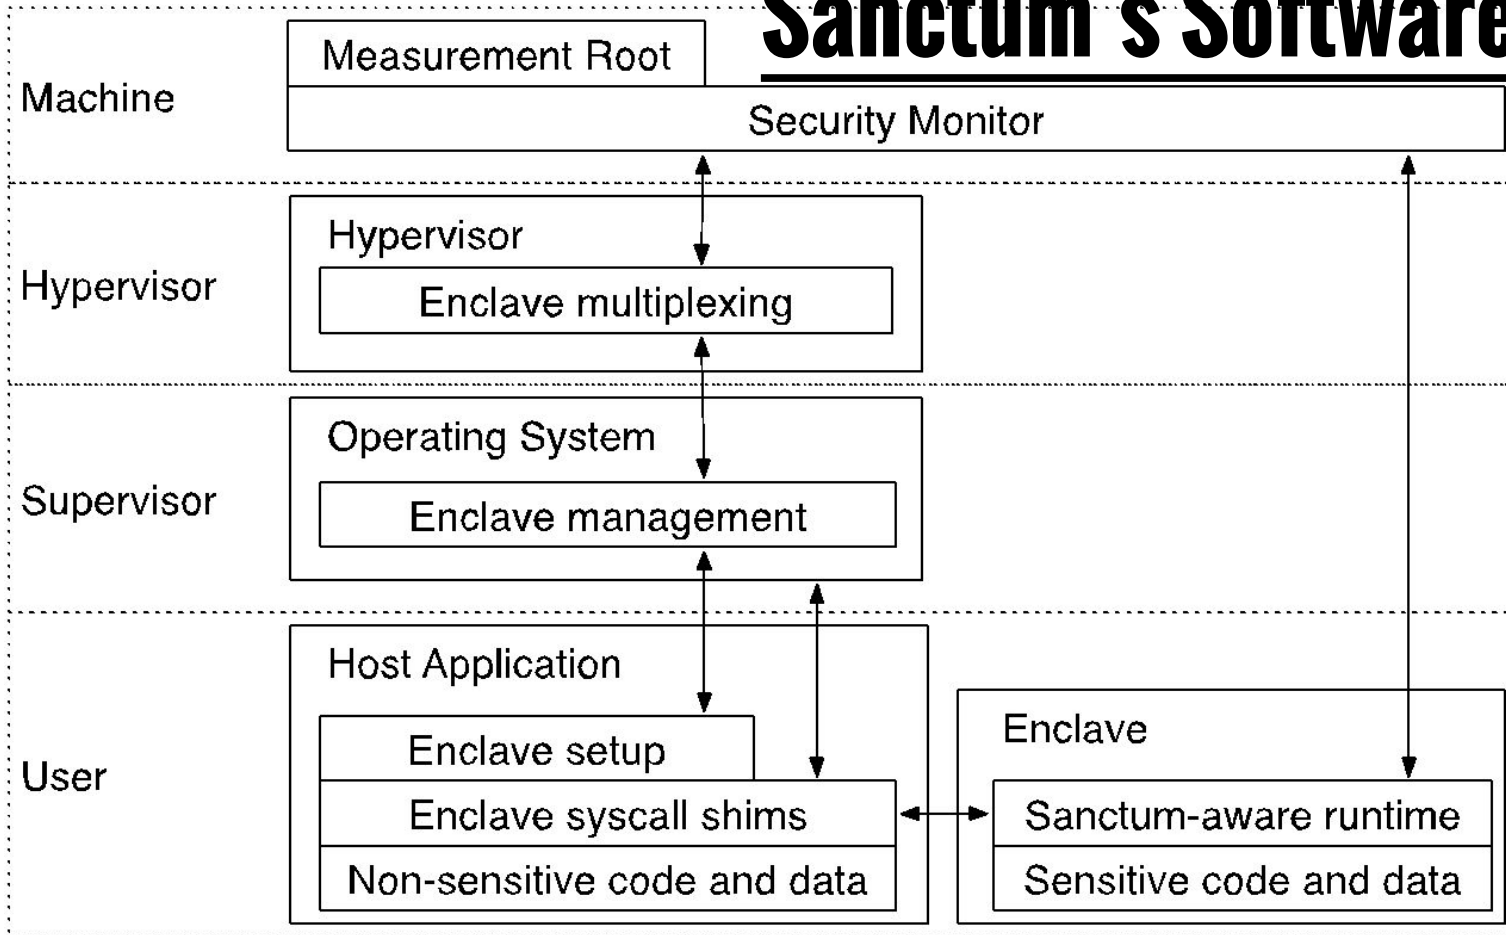 Sanctum's Software
Machine
Measurement Root
Security Monitor
Hypervisor
Hypervisor
Enclave multiplexing
Supervisor
Operating System
Enclave management
User
Host Application
Enclave setup
Enclave syscall shims
Non-sensitive code and data
Enclave
Sanctum-aware runtime
Sensitive code and data